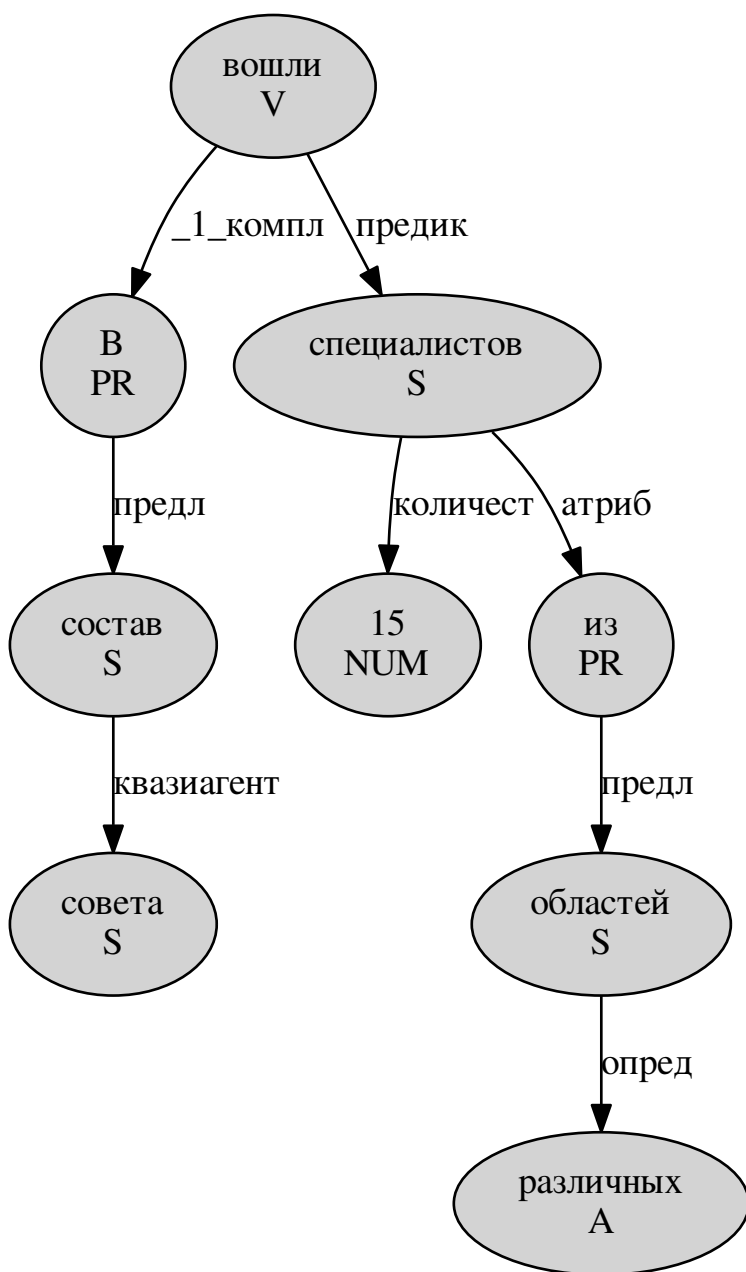 вошли
V
_1_компл
предик
В
PR
специалистов
S
предл
количест
атриб
состав
S
15
NUM
из
PR
квазиагент
предл
совета
S
областей
S
опред
различных
A